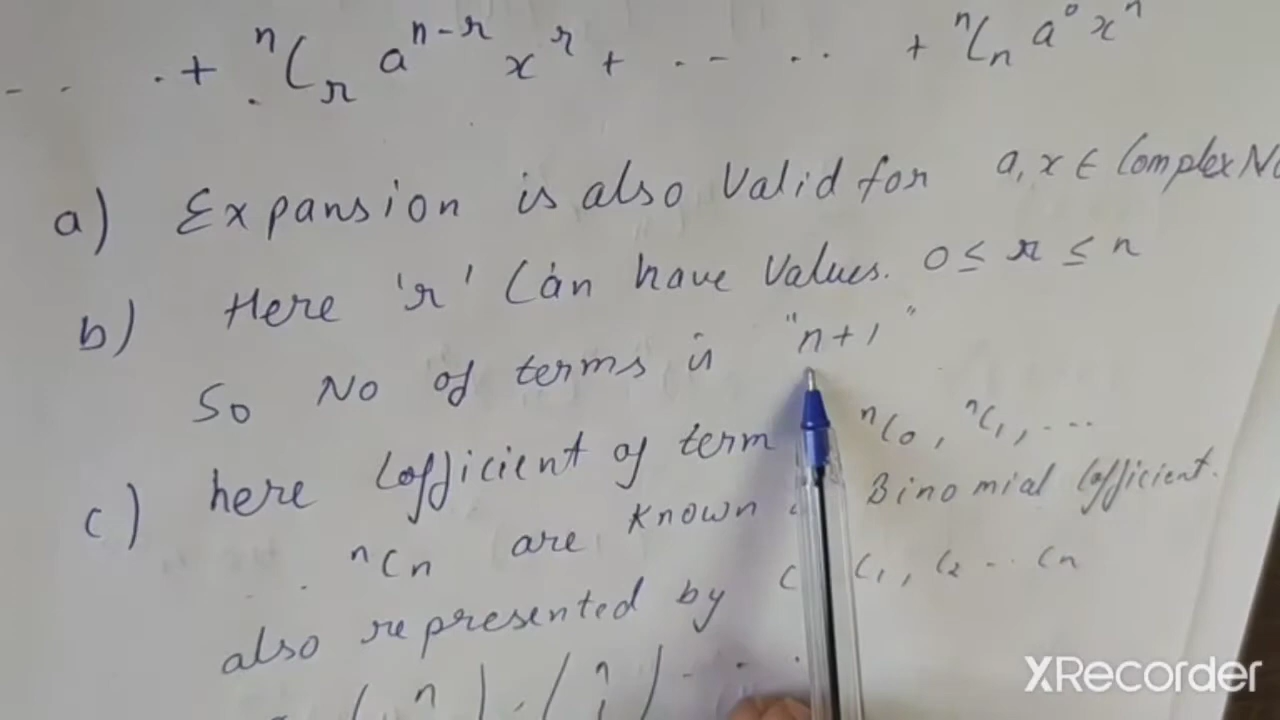 .. . .+ ⁿCᵣ aⁿ⁻ʳ xʳ + .. .. + ⁿCₙ a⁰ xⁿ
a) Expansion is also Valid for a, x ∈ Complex
b) Here 'r' Can have Values. 0 ≤ r ≤ n
So No of terms is "n+1"
c) here Cofficient of term ⁿC₀, ⁿC₁, ...
. ⁿCn are known Binomial Cofficient.
also represented by C C₁, C₂ .. Cn
( n ) , ( n
XRecorder